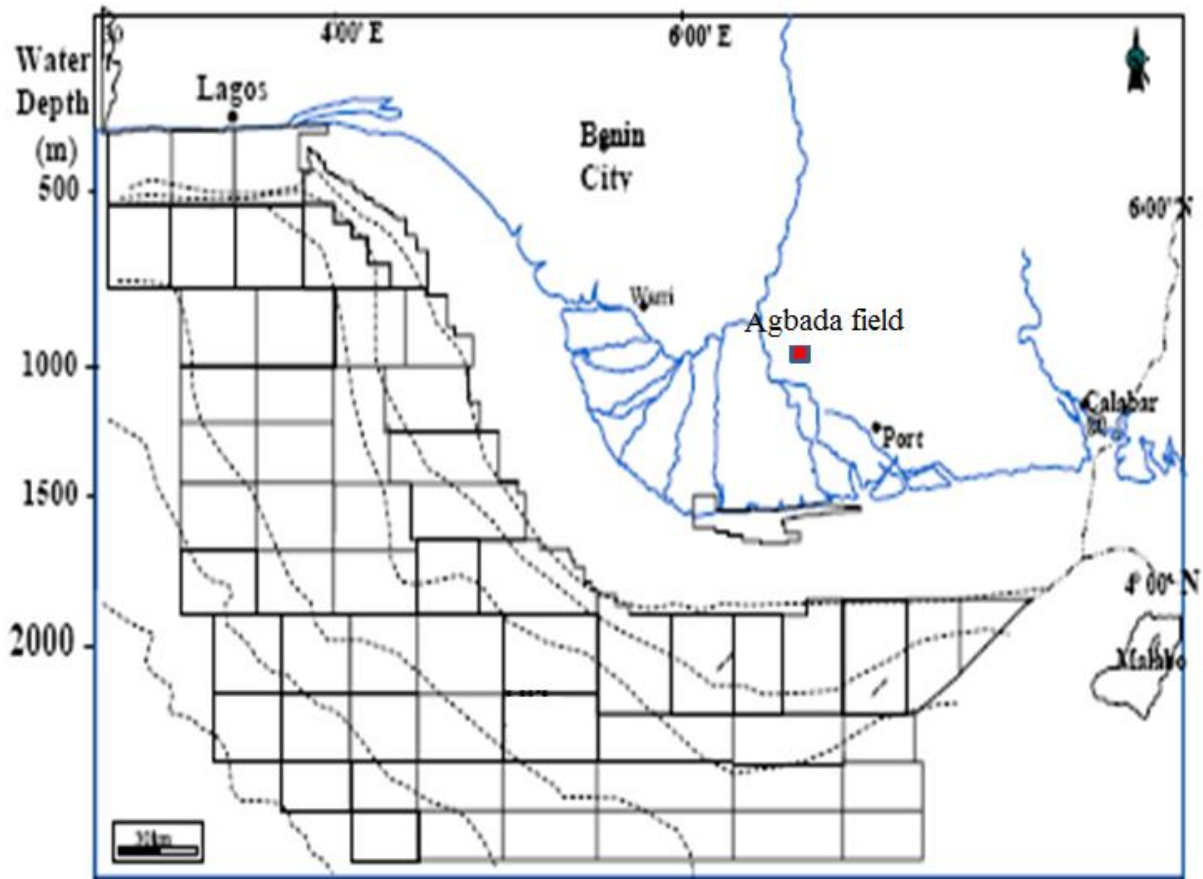 4°00' E
6°00' E
Water
Depth
(m)
Lagos
Benin
City
500
6°00' N
Warri
Agbada field
1000
Calabar
Port
1500
4° 00' N
2000
Malabo